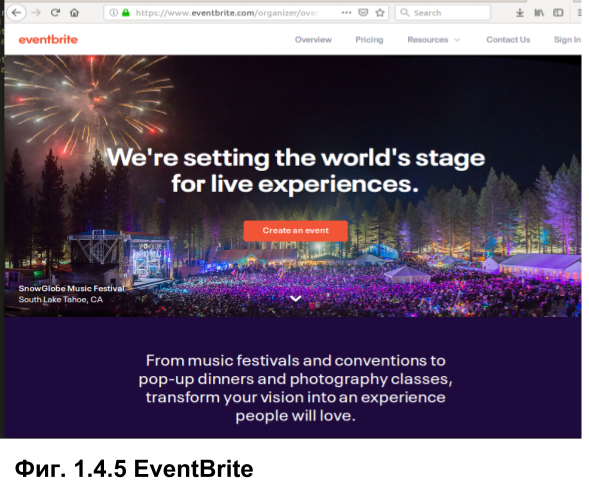 https://www.eventbrite.com/organizer/over
Search
eventbrite
Overview Pricing Resources Contact Us Sign In
We're setting the world's stage
for live experiences.
Create an event
SnowGlobe Music Festival
South Lake Tahoe, CA
From music festivals and conventions to
pop-up dinners and photography classes,
transform your vision into an experience
people will love.
Фиг. 1.4.5 EventBrite